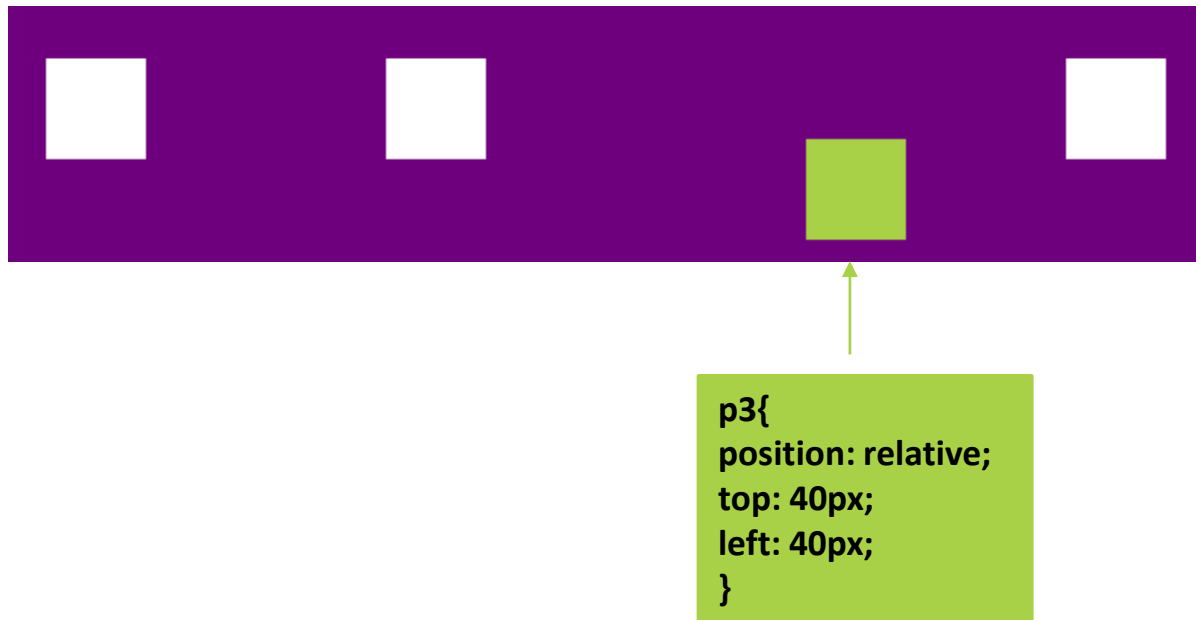 p3{
position: relative;
top: 40px;
left: 40px;
}